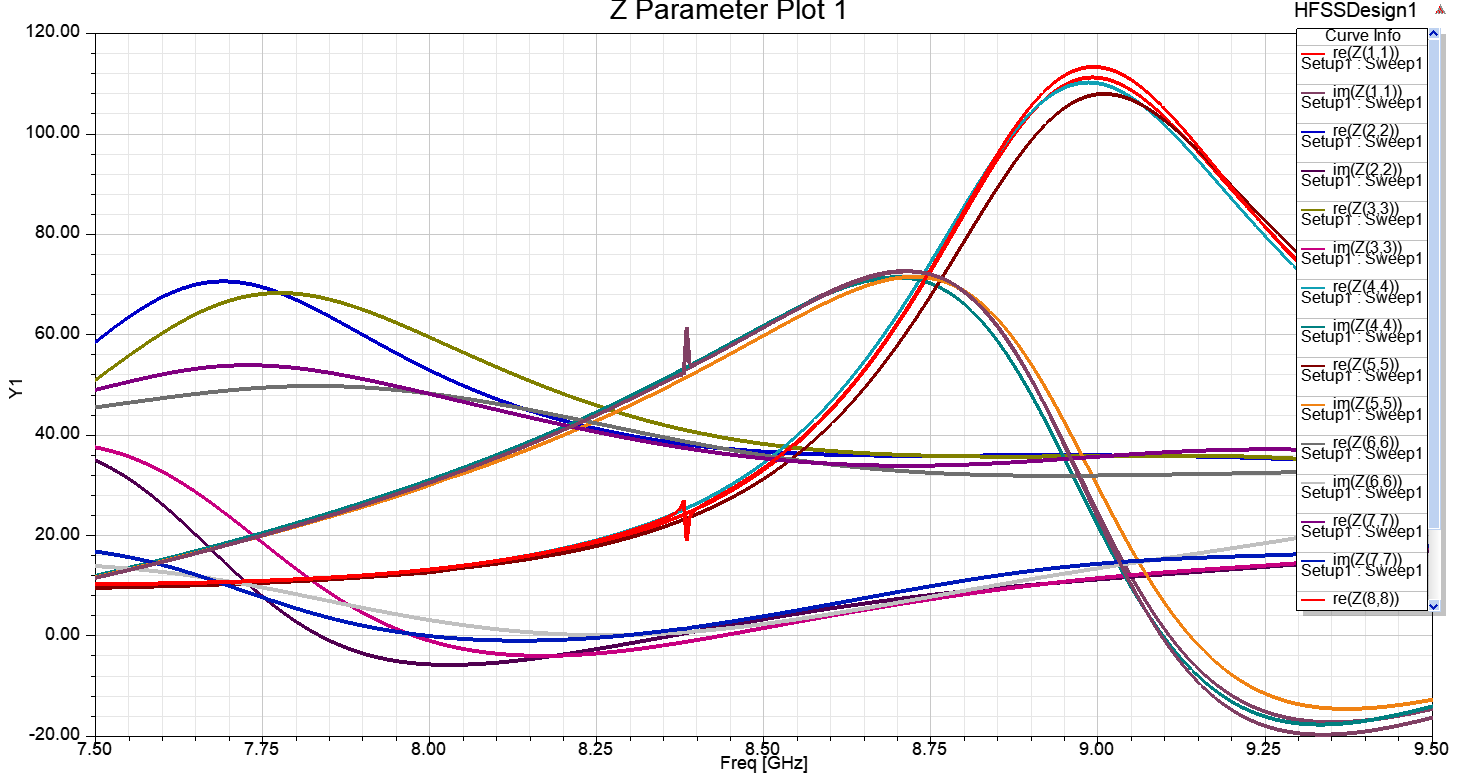 Z Parameter Plot 1
HFSSDesign1
120.00
100.00
80.00
60.00
40.00
20.00
0.00
-20.00
Y1
7.50 7.75 8.00 8.25 8.50 8.75 9.00 9.25 9.50
Freq [GHz]
Curve Info
re(Z(1,1))
Setup1 : Sweep1
im(Z(1,1))
Setup1 : Sweep1
re(Z(2,2))
Setup1 : Sweep1
im(Z(2,2))
Setup1 : Sweep1
re(Z(3,3))
Setup1 : Sweep1
im(Z(3,3))
Setup1 : Sweep1
re(Z(4,4))
Setup1 : Sweep1
im(Z(4,4))
Setup1 : Sweep1
re(Z(5,5))
Setup1 : Sweep1
im(Z(5,5))
Setup1 : Sweep1
re(Z(6,6))
Setup1 : Sweep1
im(Z(6,6))
Setup1 : Sweep1
re(Z(7,7))
Setup1 : Sweep1
im(Z(7,7))
Setup1 : Sweep1
re(Z(8,8))